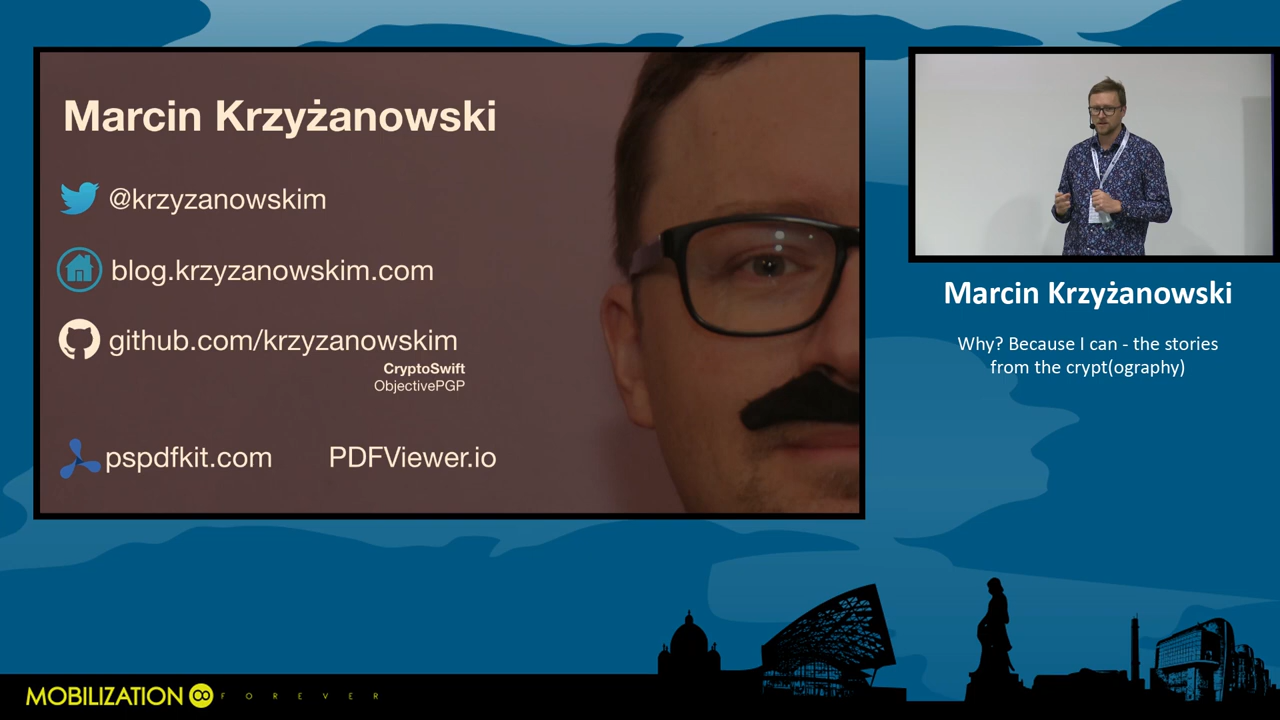 Marcin Krzyżanowski
@krzyzanowskim
blog.krzyzanowskim.com
github.com/krzyzanowskim
CryptoSwift
ObjectivePGP
pspdfkit.com
PDFViewer.io
Marcin Krzyżanowski
Why? Because I can - the stories
from the crypt(ography)
MOBILIZATION
FOREVER